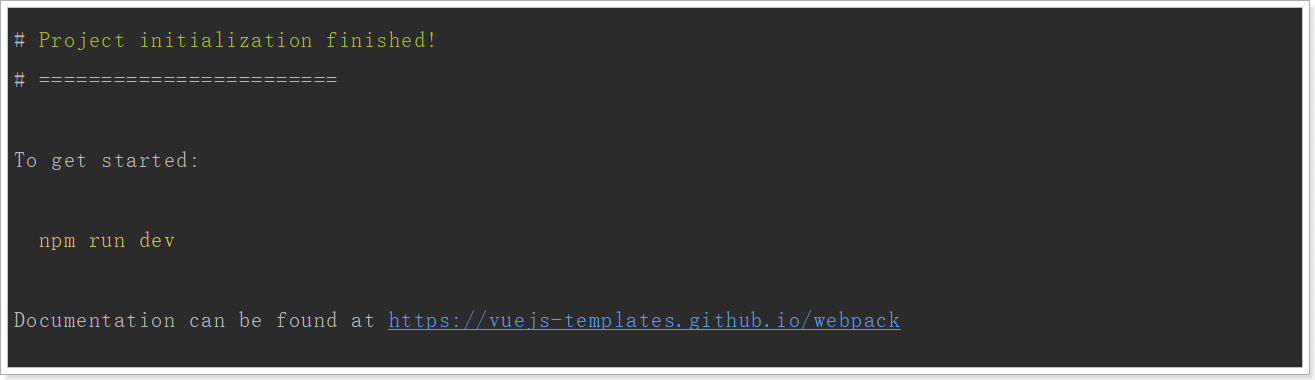 # Project initialization finished!
# ========================
To get started:
npm run dev
Documentation can be found at https://vuejs-templates.github.io/webpack